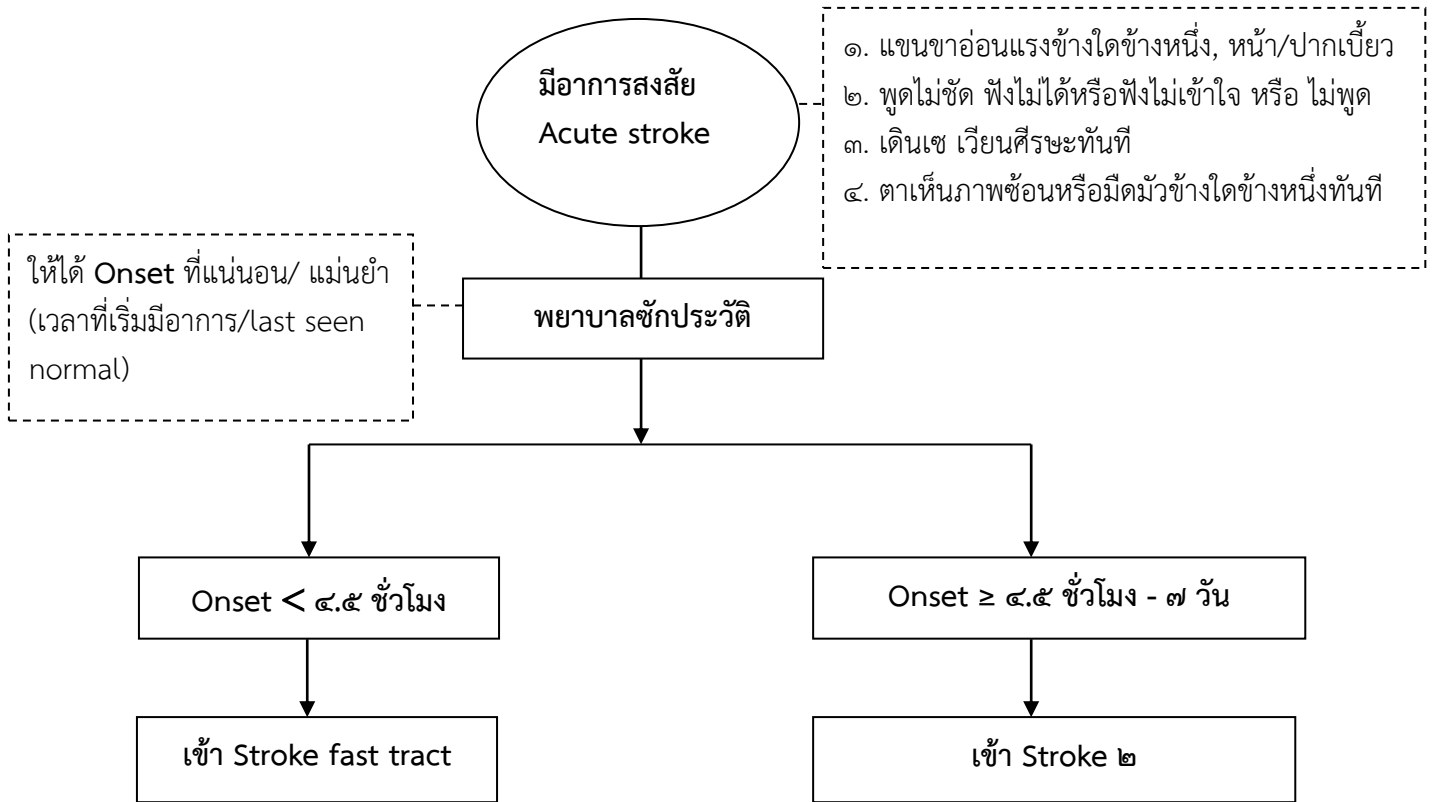 มีอาการสงสัย
Acute stroke
๑. แขนขาอ่อนแรงข้างใดข้างหนึ่ง, หน้า/ปากเบี้ยว
๒. พูดไม่ชัด ฟังไม่ได้หรือฟังไม่เข้าใจ หรือ ไม่พูด
๓. เดินเซ เวียนศีรษะทันที
๔. ตาเห็นภาพซ้อนหรือมืดมัวข้างใดข้างหนึ่งทันที
ให้ได้ Onset ที่แน่นอน/ แม่นยำ
(เวลาที่เริ่มมีอาการ/last seen
normal)
พยาบาลซักประวัติ
Onset < ๔.๕ ชั่วโมง
Onset ≥ ๔.๕ ชั่วโมง - ๗ วัน
เข้า Stroke fast tract
เข้า Stroke ๒